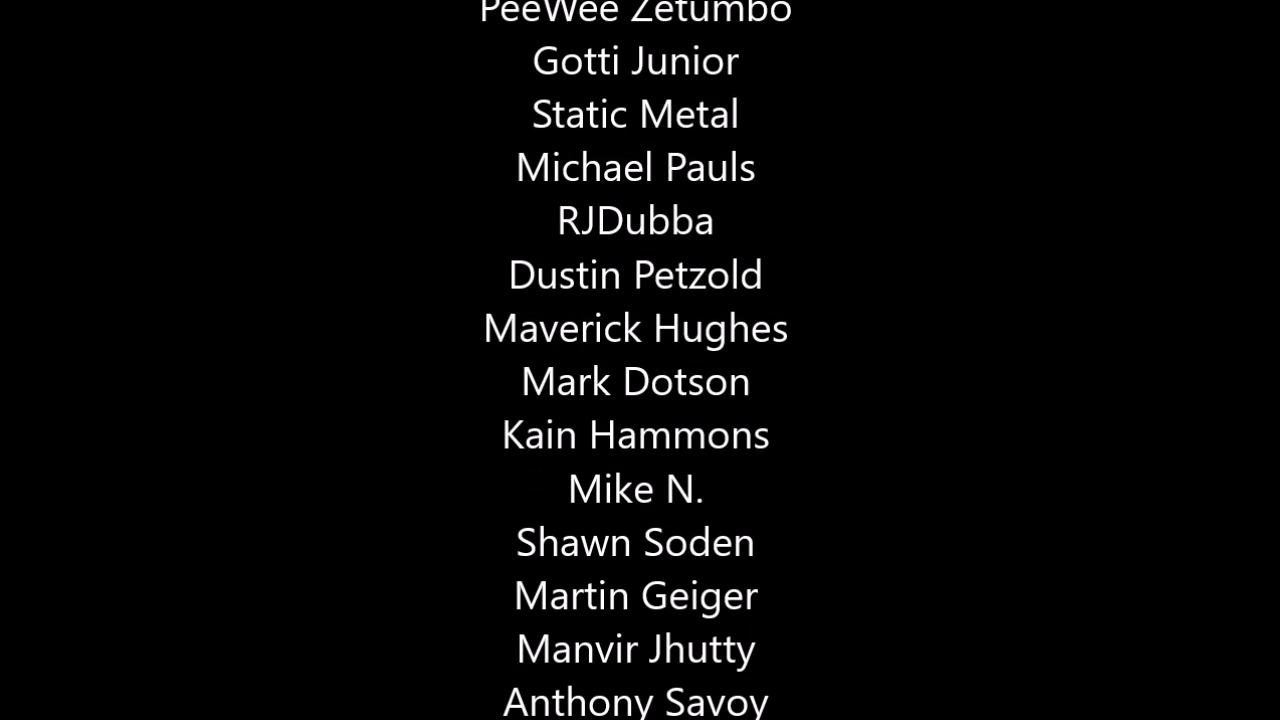 PeeWee Zetumbo
Gotti Junior
Static Metal
Michael Pauls
RJDubba
Dustin Petzold
Maverick Hughes
Mark Dotson
Kain Hammons
Mike N.
Shawn Soden
Martin Geiger
Manvir Jhutty
Anthony Savoy